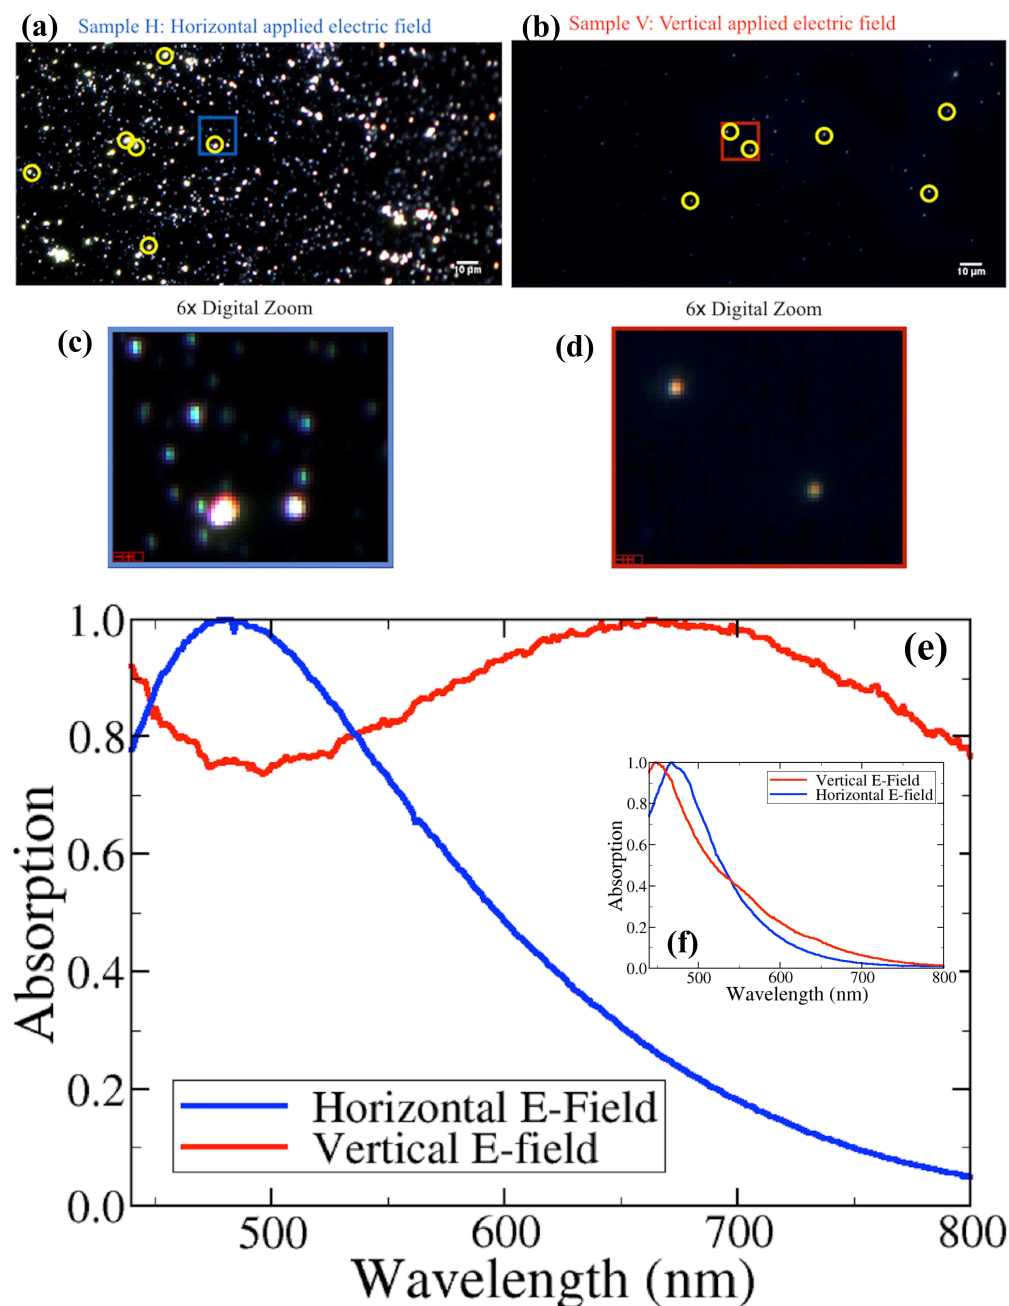 (a) Sample H: Horizontal applied electric field
(b) Sample V: Vertical applied electric field
10 μm
10 μm
6x Digital Zoom
6x Digital Zoom
(c)
(d)
(e)
1.0
0.8
0.6
0.4
0.2
0.0
Absorption
500
600
700
800
Wavelength (nm)
Horizontal E-Field
Vertical E-field
(f)
1.0
0.8
0.6
0.4
0.2
0.0
Absorption
500
600
700
800
Wavelength (nm)
Vertical E-Field
Horizontal E-field